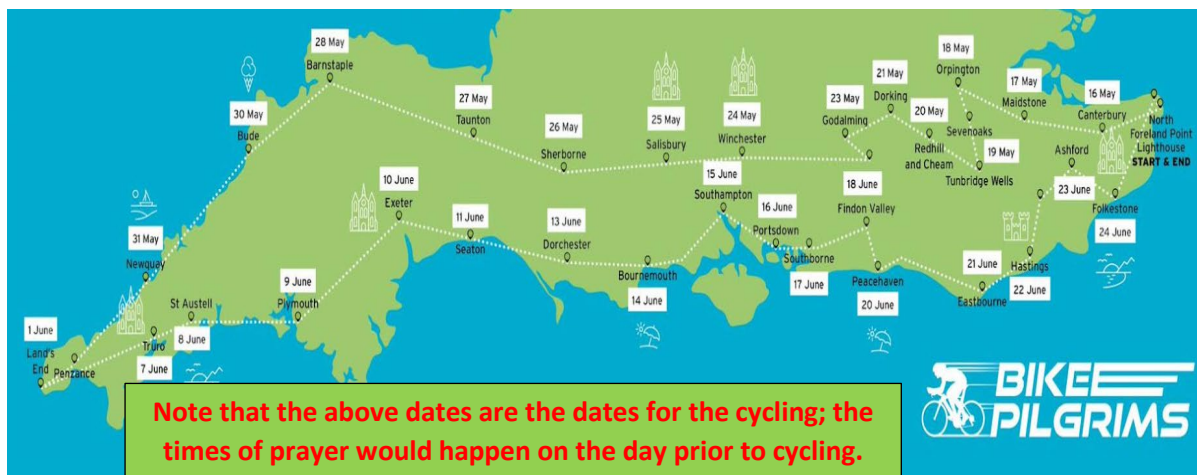 28 May
Barnstaple
18 May
Orpington
21 May
Dorking
17 May
Maidstone
16 May
Canterbury
30 May
Bude
27 May
Taunton
26 May
Sherborne
25 May
Salisbury
24 May
Winchester
23 May
Godalming
20 May
Redhill
and Cheam
Sevenoaks
19 May
Tunbridge Wells
North
Foreland Point
Lighthouse
START & END
Ashford
23 June
Folkestone
24 June
10 June
Exeter
11 June
Seaton
13 June
Dorchester
15 June
Southampton
16 June
Portsdown
18 June
Findon Valley
Southborne
17 June
Bournemouth
14 June
Peacehaven
20 June
21 June
Eastbourne
Hastings
22 June
31 May
Newquay
9 June
Plymouth
St Austell
8 June
1 June
Land's
End
Penzance
Truro
7 June
BIKE
PILGRIMS
Note that the above dates are the dates for the cycling; the
times of prayer would happen on the day prior to cycling.